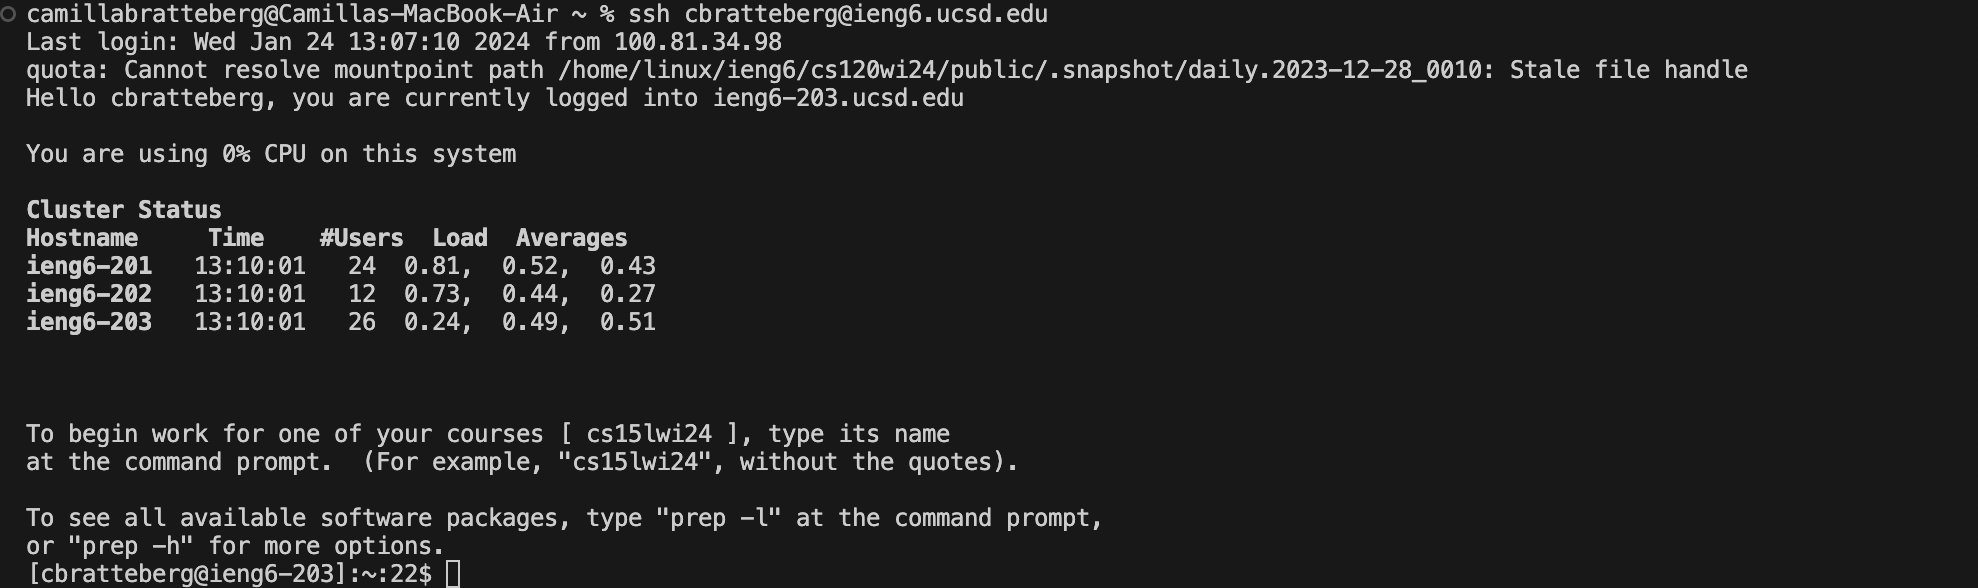 camillabratteberg@Camillas-MacBook-Air ~ % ssh cbratteberg@ieng6.ucsd.edu
Last login: Wed Jan 24 13:07:10 2024 from 100.81.34.98
quota: Cannot resolve mountpoint path /home/linux/ieng6/cs120wi24/public/.snapshot/daily.2023-12-28_0010: Stale file handle
Hello cbratteberg, you are currently logged into ieng6-203.ucsd.edu
You are using 0% CPU on this system
Cluster Status
Hostname     Time    #Users  Load  Averages
ieng6-201   13:10:01   24  0.81,  0.52,  0.43
ieng6-202   13:10:01   12  0.73,  0.44,  0.27
ieng6-203   13:10:01   26  0.24,  0.49,  0.51
To begin work for one of your courses [ cs15lwi24 ], type its name
at the command prompt.  (For example, "cs15lwi24", without the quotes).
To see all available software packages, type "prep -l" at the command prompt,
or "prep -h" for more options.
[cbratteberg@ieng6-203]:~:22$